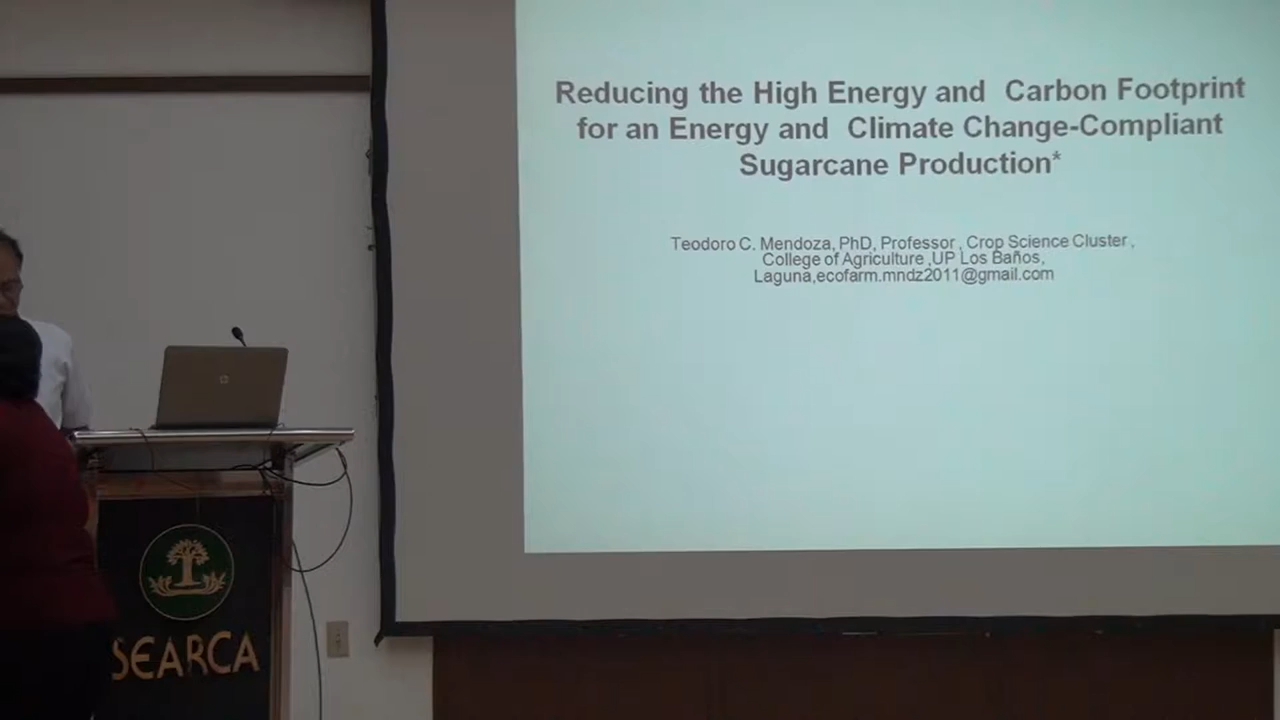 Reducing the High Energy and Carbon Footprint
for an Energy and Climate Change-Compliant
Sugarcane Production*
Teodoro C. Mendoza, PhD, Professor , Crop Science Cluster ,
College of Agriculture ,UP Los Baños,
Laguna,ecofarm.mndz2011@gmail.com
SEARCA